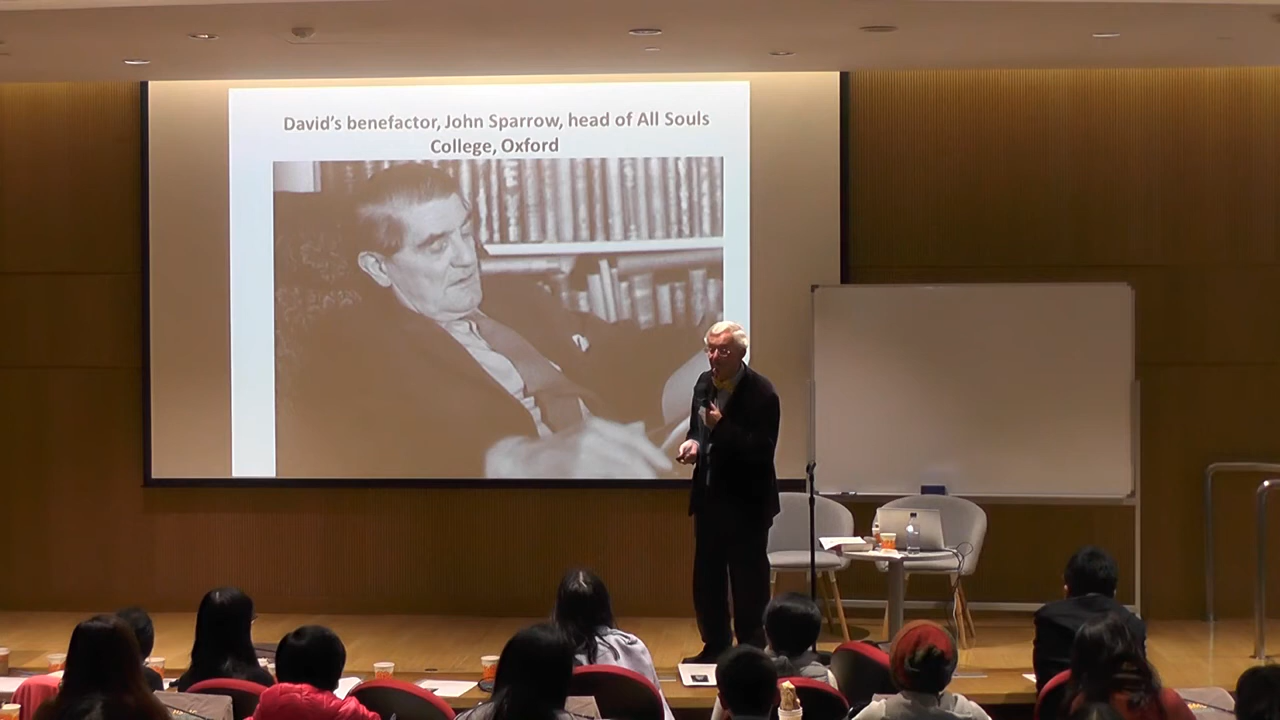 David's benefactor, John Sparrow, head of All Souls
College, Oxford